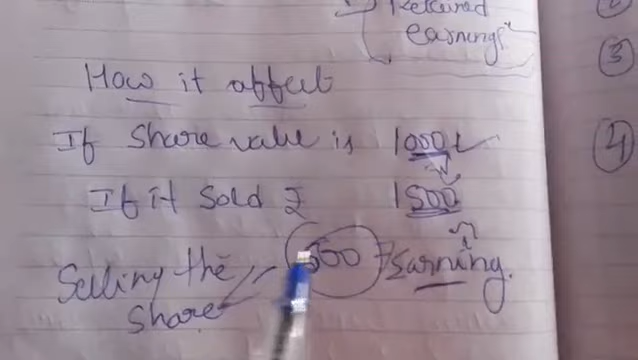 Retured
earnings
3
4
How it affect
If Share value is 1000
If it Sold ₹ 1500
Selling the 500 Earning.
Share